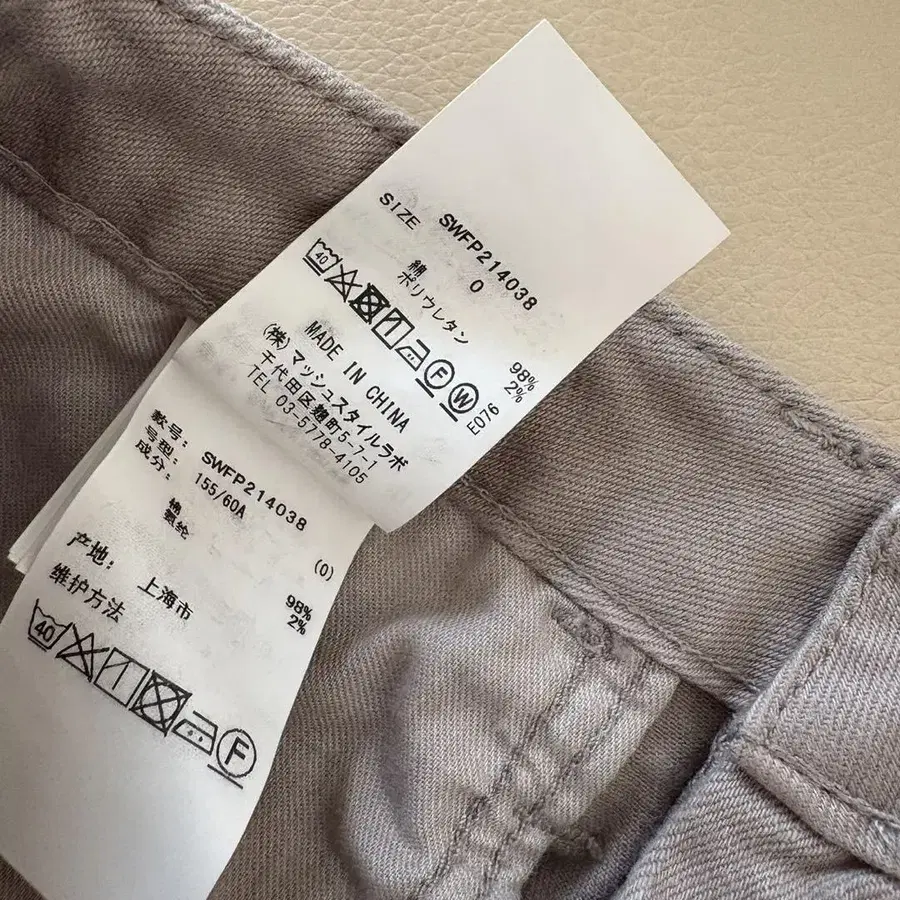 SWFP214038
SIZE 0
綿 98%
ポリウレタン 2%
40
F W
E076
MADE IN CHINA
(株)マッシュスタイルラボ
千代田区麹町5-7-1
TEL 03-5778-4105
款号: SWFP214038
号型: 155/60A (0)
成分:
棉 98%
氨纶 2%
产地: 上海市
维护方法
40
F